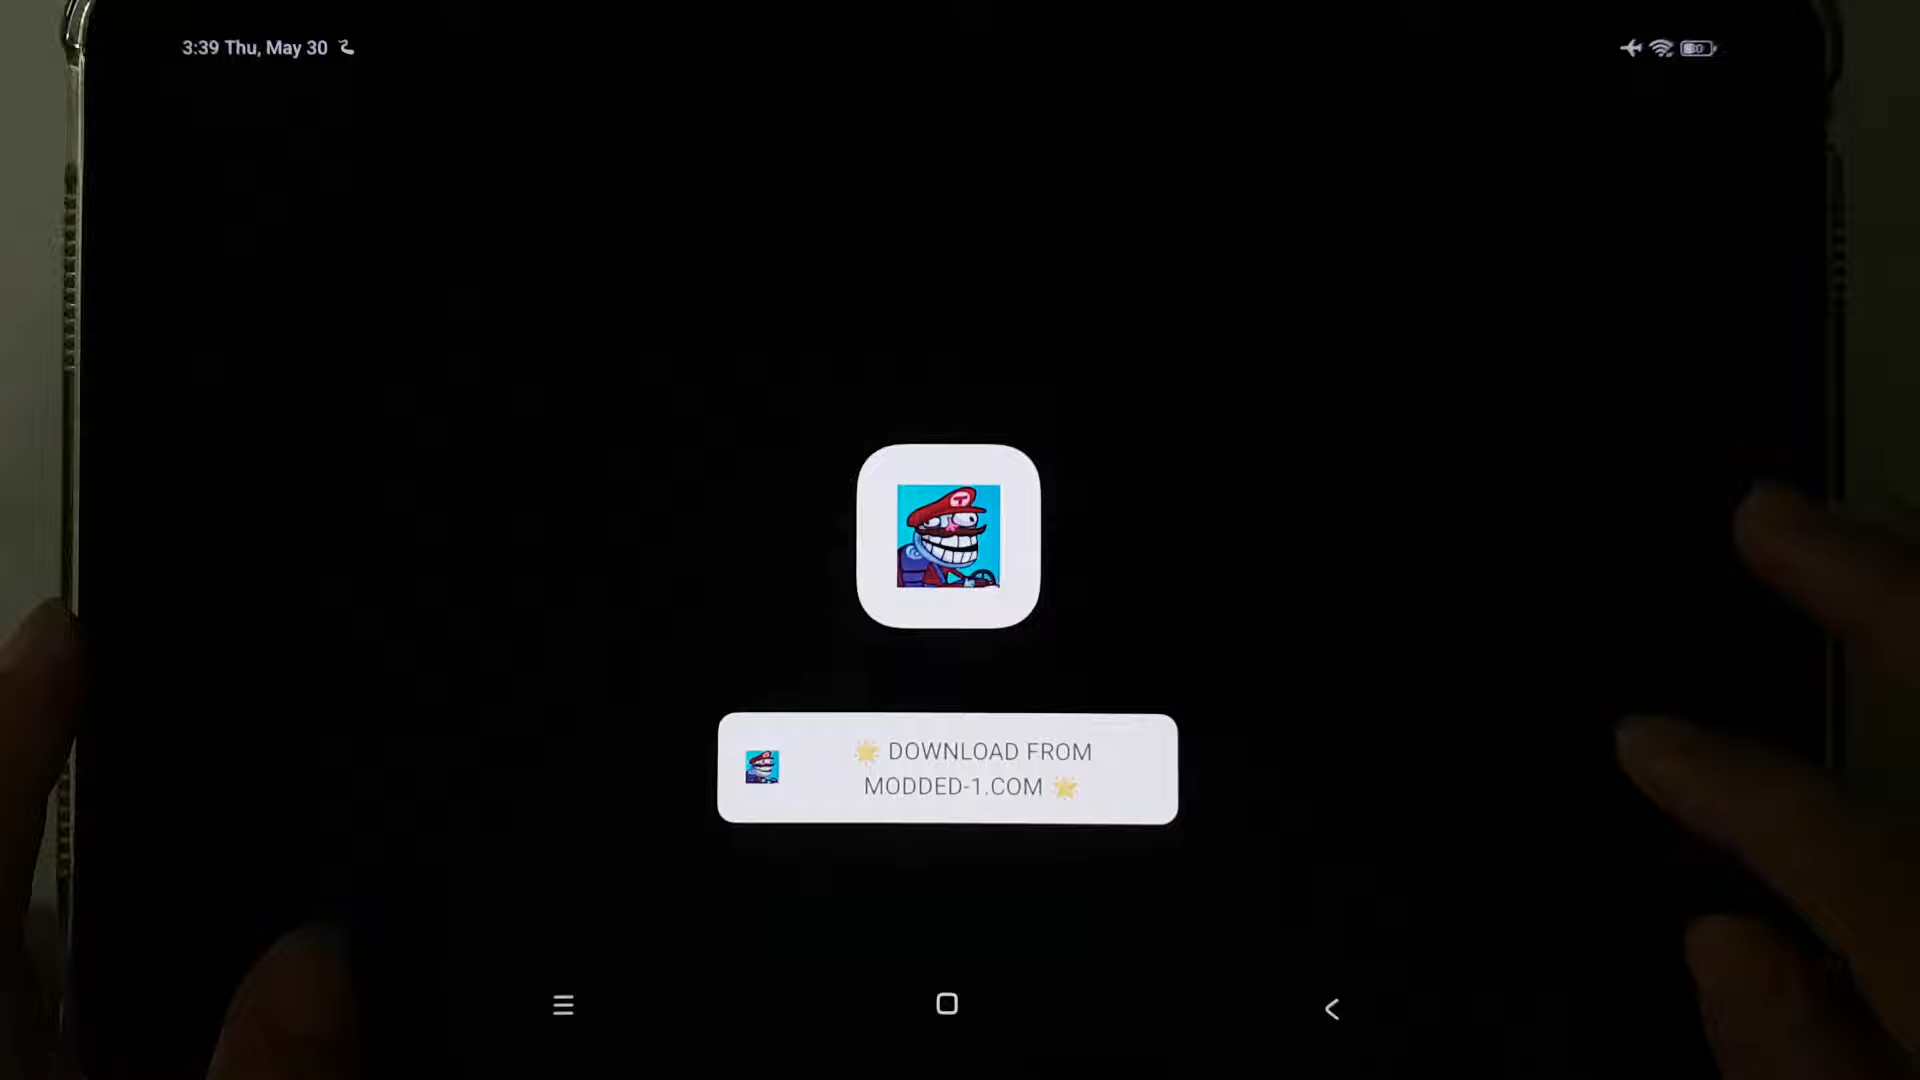 3:39 Thu, May 30
T
🌟 DOWNLOAD FROM
MODDED-1.COM 🌟